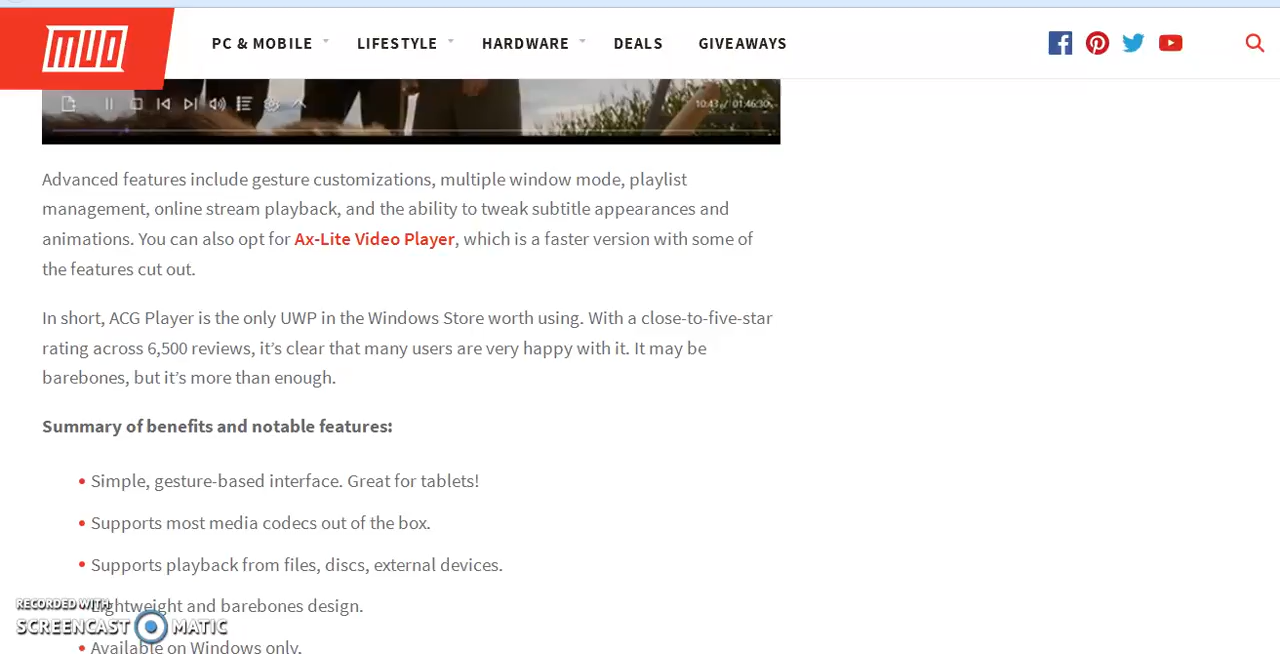 MUO
PC & MOBILE
LIFESTYLE
HARDWARE
DEALS
GIVEAWAYS
10:43 / 01:46:30
Advanced features include gesture customizations, multiple window mode, playlist
management, online stream playback, and the ability to tweak subtitle appearances and
animations. You can also opt for Ax-Lite Video Player, which is a faster version with some of
the features cut out.
In short, ACG Player is the only UWP in the Windows Store worth using. With a close-to-five-star
rating across 6,500 reviews, it’s clear that many users are very happy with it. It may be
barebones, but it’s more than enough.
Summary of benefits and notable features:
• Simple, gesture-based interface. Great for tablets!
• Supports most media codecs out of the box.
• Supports playback from files, discs, external devices.
• Lightweight and barebones design.
• Available on Windows only.
RECORDED WITH
SCREENCAST MATIC